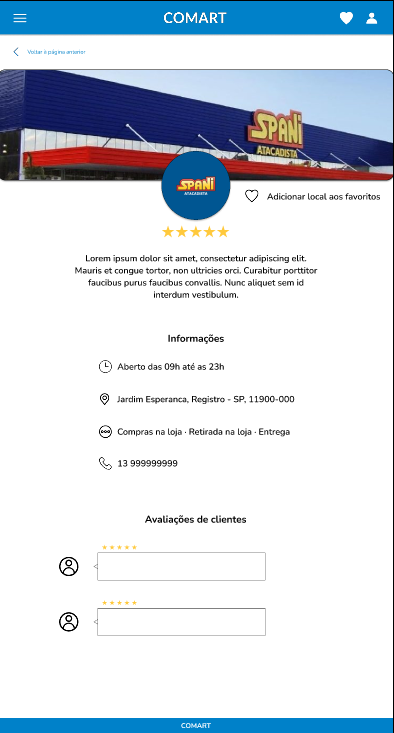 COMART
Voltar à página anterior
SPANI
ATACADISTA
SPANI
ATACADISTA
Adicionar local aos favoritos
Lorem ipsum dolor sit amet, consectetur adipiscing elit.
Mauris et congue tortor, non ultricies orci. Curabitur porttitor
faucibus purus faucibus convallis. Nunc aliquet sem id
interdum vestibulum.
Informações
Aberto das 09h até as 23h
Jardim Esperanca, Registro - SP, 11900-000
Compras na loja · Retirada na loja · Entrega
13 999999999
Avaliações de clientes
COMART